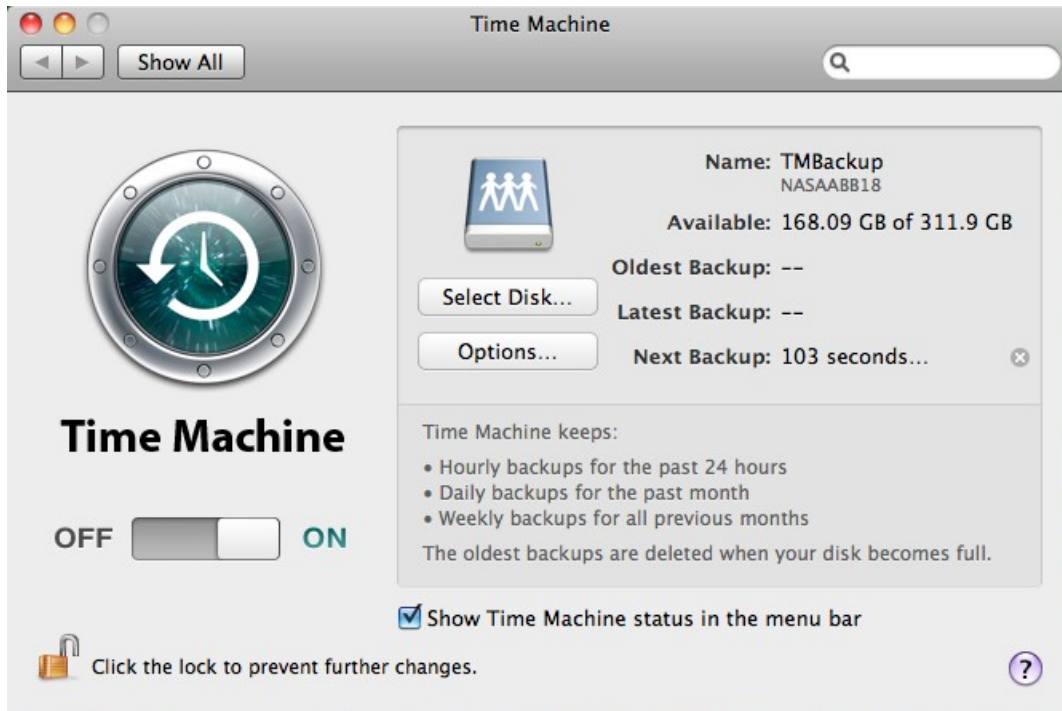 Time Machine
Show All
Name: TMBackup
NASAABB18
Available: 168.09 GB of 311.9 GB
Oldest Backup: --
Select Disk...
Latest Backup: --
Options...
Next Backup: 103 seconds...
Time Machine
Time Machine keeps:
• Hourly backups for the past 24 hours
• Daily backups for the past month
• Weekly backups for all previous months
The oldest backups are deleted when your disk becomes full.
OFF ON
Show Time Machine status in the menu bar
Click the lock to prevent further changes.
?